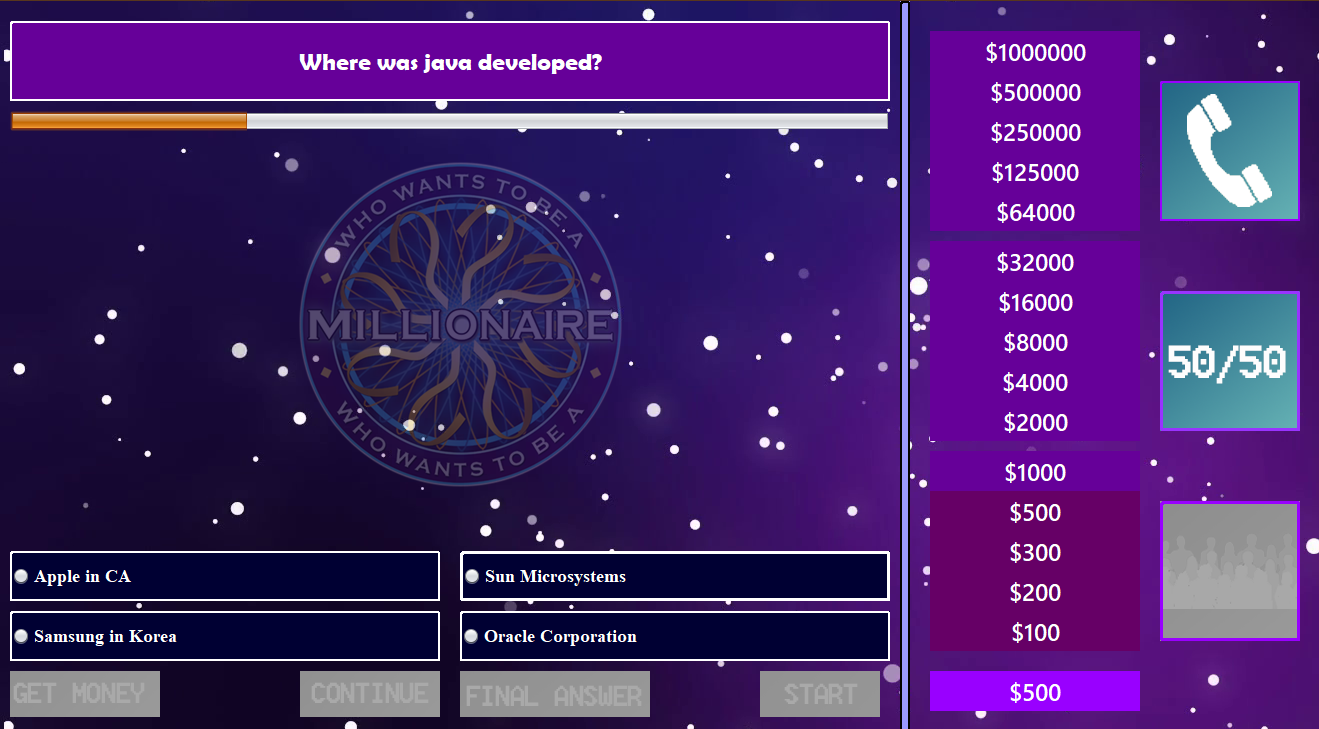 Where was java developed?
WHO WANTS TO BE A
MILLIONAIRE
WHO WANTS TO BE A
Apple in CA
Sun Microsystems
Samsung in Korea
Oracle Corporation
GET MONEY
CONTINUE
FINAL ANSWER
START
$1000000
$500000
$250000
$125000
$64000
$32000
$16000
$8000
$4000
$2000
$1000
$500
$300
$200
$100
$500
50/50